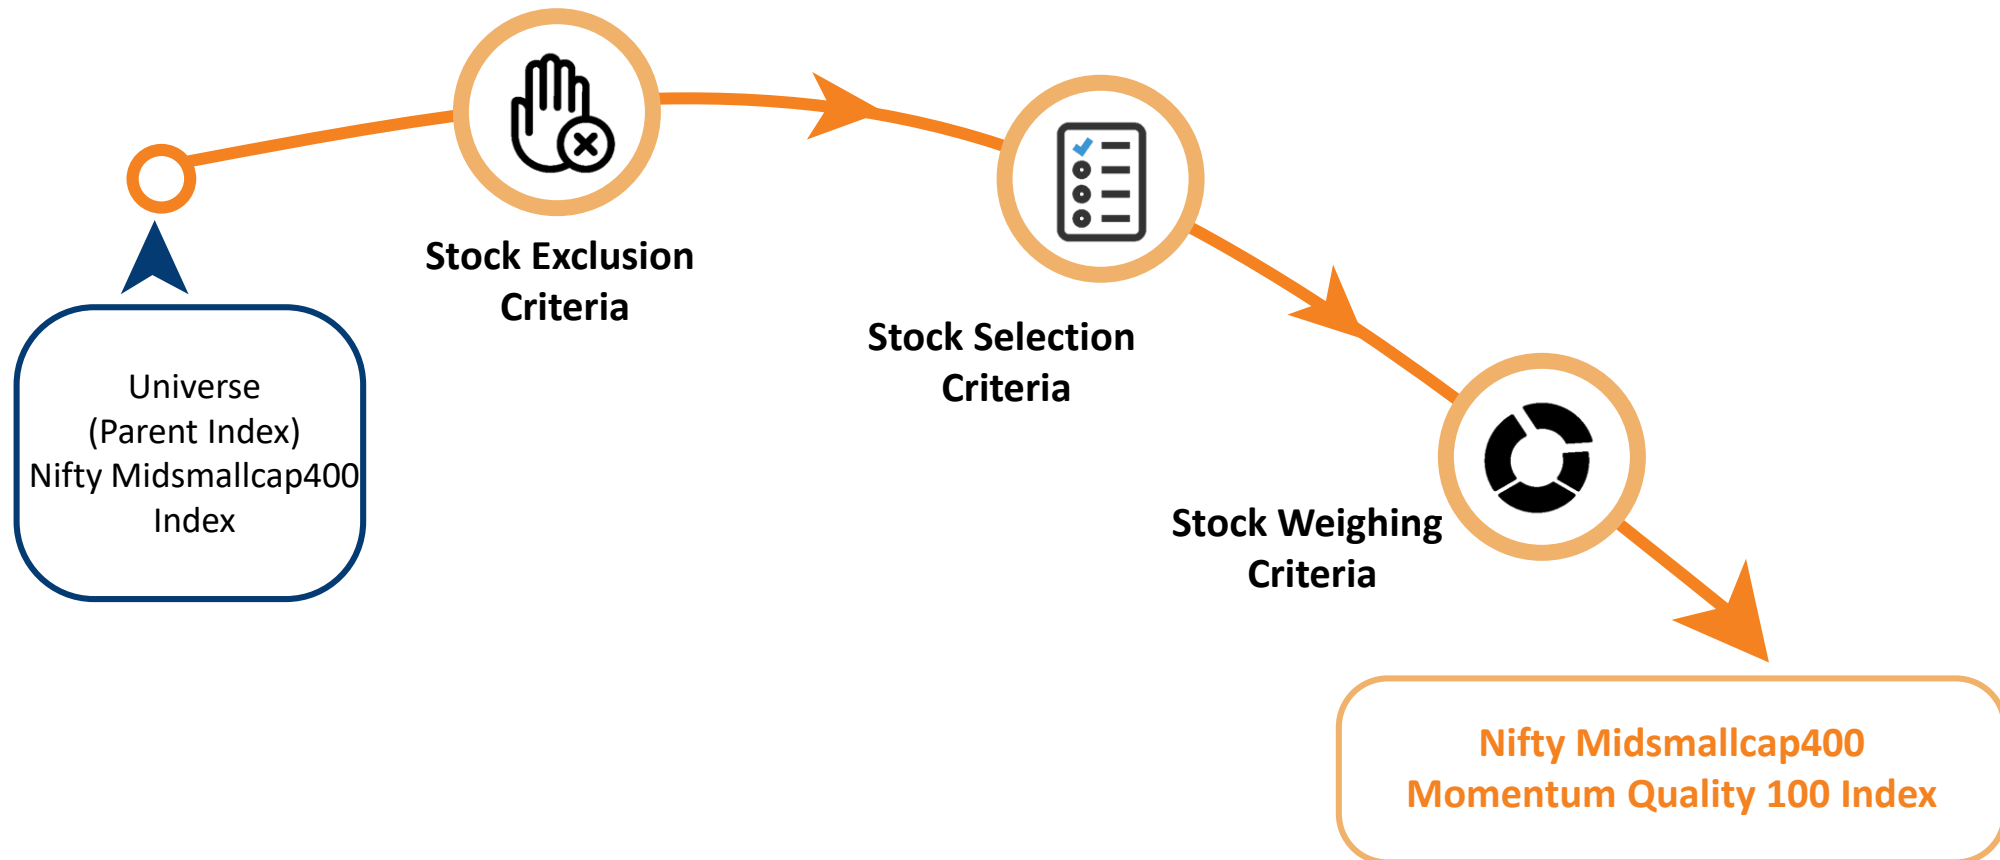 Universe
(Parent Index)
Nifty Midsmallcap400
Index
Stock Exclusion
Criteria
Stock Selection
Criteria
Stock Weighing
Criteria
Nifty Midsmallcap400
Momentum Quality 100 Index